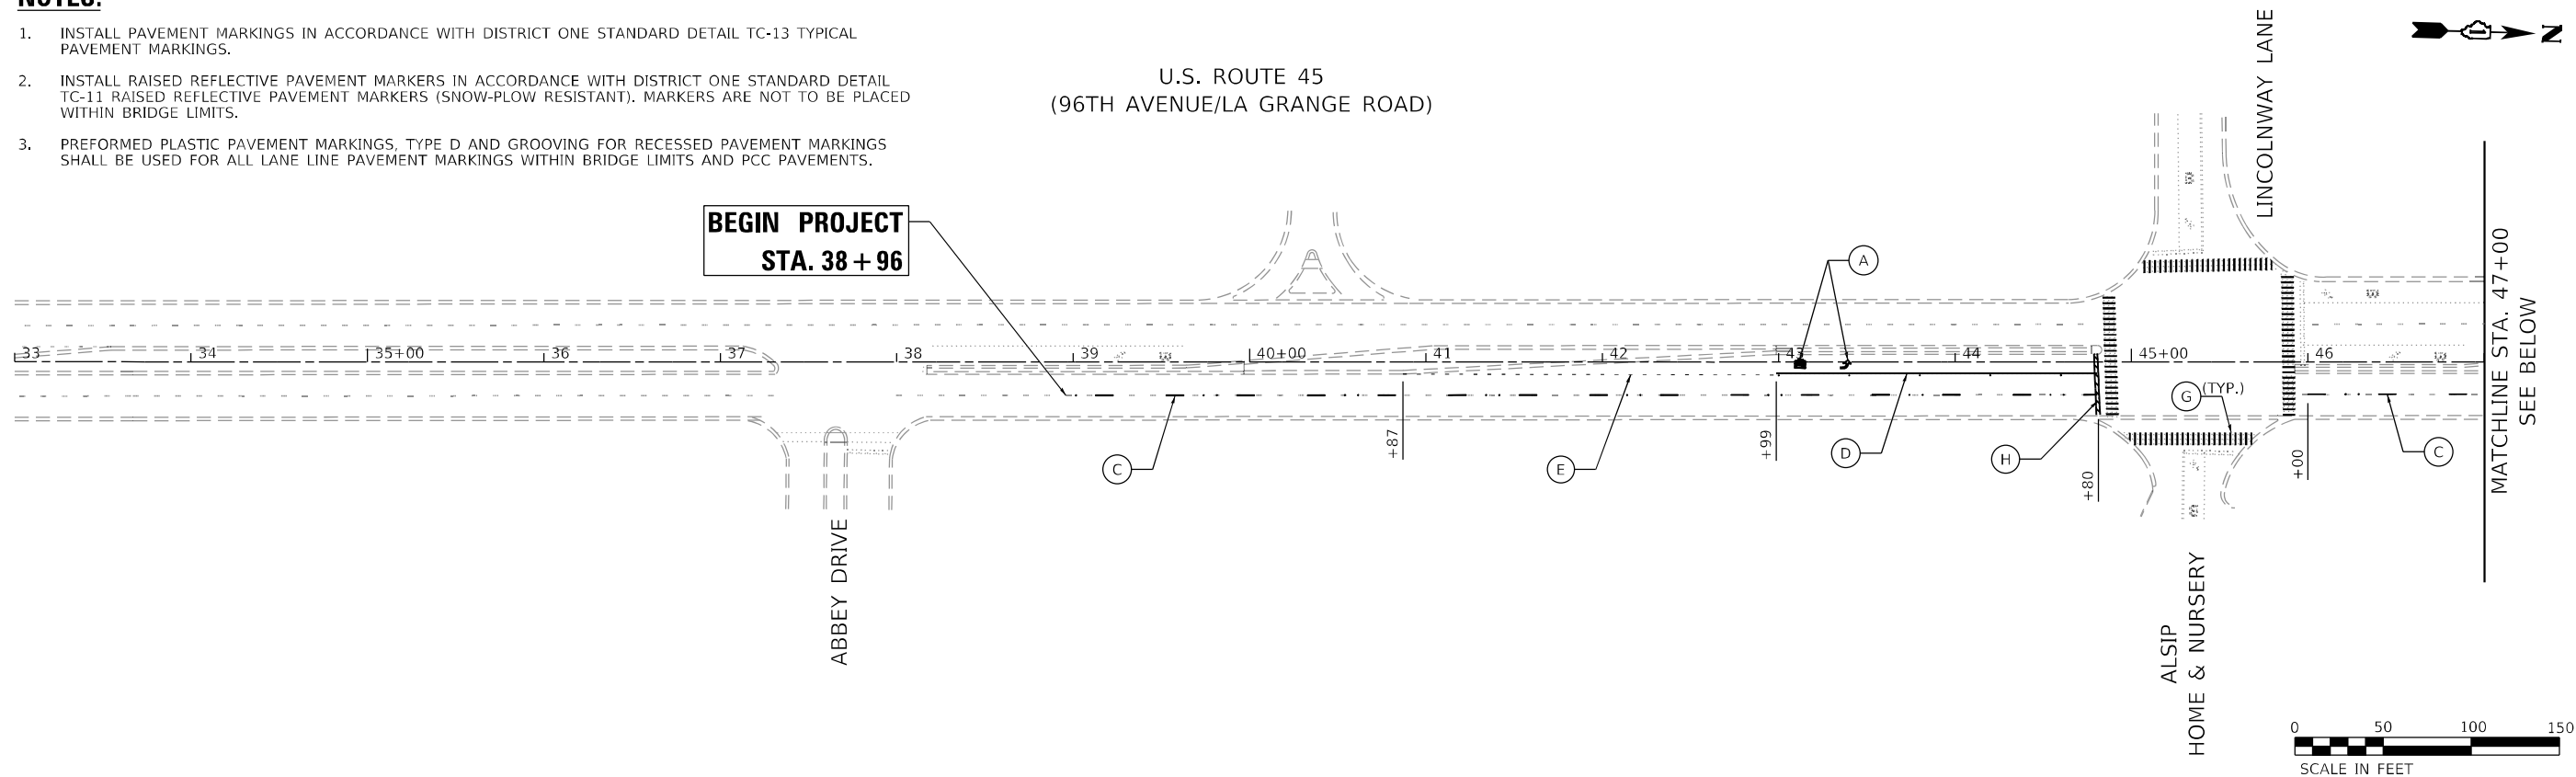 NOTES:
1. INSTALL PAVEMENT MARKINGS IN ACCORDANCE WITH DISTRICT ONE STANDARD DETAIL TC-13 TYPICAL
PAVEMENT MARKINGS.
2. INSTALL RAISED REFLECTIVE PAVEMENT MARKERS IN ACCORDANCE WITH DISTRICT ONE STANDARD DETAIL
TC-11 RAISED REFLECTIVE PAVEMENT MARKERS (SNOW-PLOW RESISTANT). MARKERS ARE NOT TO BE PLACED
WITHIN BRIDGE LIMITS.
3. PREFORMED PLASTIC PAVEMENT MARKINGS, TYPE D AND GROOVING FOR RECESSED PAVEMENT MARKINGS
SHALL BE USED FOR ALL LANE LINE PAVEMENT MARKINGS WITHIN BRIDGE LIMITS AND PCC PAVEMENTS.
U.S. ROUTE 45
(96TH AVENUE/LA GRANGE ROAD)
LINCOLNWAY LANE
N
BEGIN PROJECT
STA. 38+96
A
MATCHLINE STA. 47+00
SEE BELOW
33
34
35+00
36
37
38
39
40+00
41
42
43
44
45+00
46
G
(TYP.)
C
+87
E
+99
D
H
+80
+00
C
ABBEY DRIVE
ALSIP
HOME & NURSERY
0 50 100 150
SCALE IN FEET